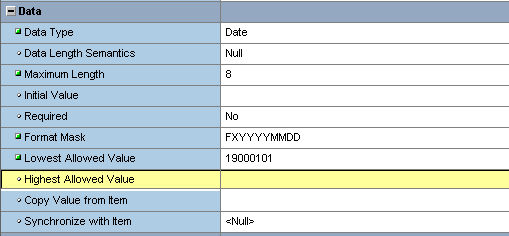 Data
Data Type Date
Data Length Semantics Null
Maximum Length 8
Initial Value
Required No
Format Mask FXYYYYMMDD
Lowest Allowed Value 19000101
Highest Allowed Value
Copy Value from Item
Synchronize with Item <Null>